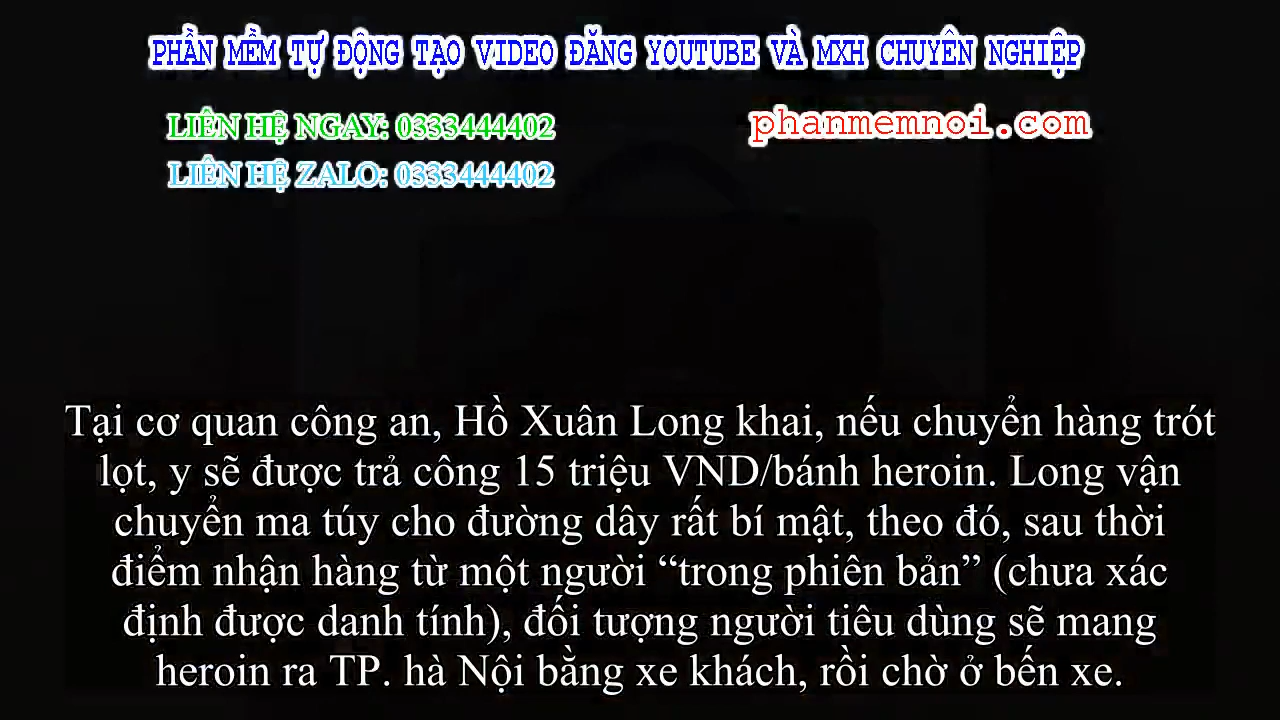 PHẦN MỀM TỰ ĐỘNG TẠO VIDEO ĐĂNG YOUTUBE VÀ MXH CHUYÊN NGHIỆP
LIÊN HỆ NGAY: 0333444402
phanmemnoi.com
LIÊN HỆ ZALO: 0333444402
Tại cơ quan công an, Hồ Xuân Long khai, nếu chuyển hàng trót
lọt, y sẽ được trả công 15 triệu VND/bánh heroin. Long vận
chuyển ma túy cho đường dây rất bí mật, theo đó, sau thời
điểm nhận hàng từ một người “trong phiên bản” (chưa xác
định được danh tính), đối tượng người tiêu dùng sẽ mang
heroin ra TP. hà Nội bằng xe khách, rồi chờ ở bến xe.